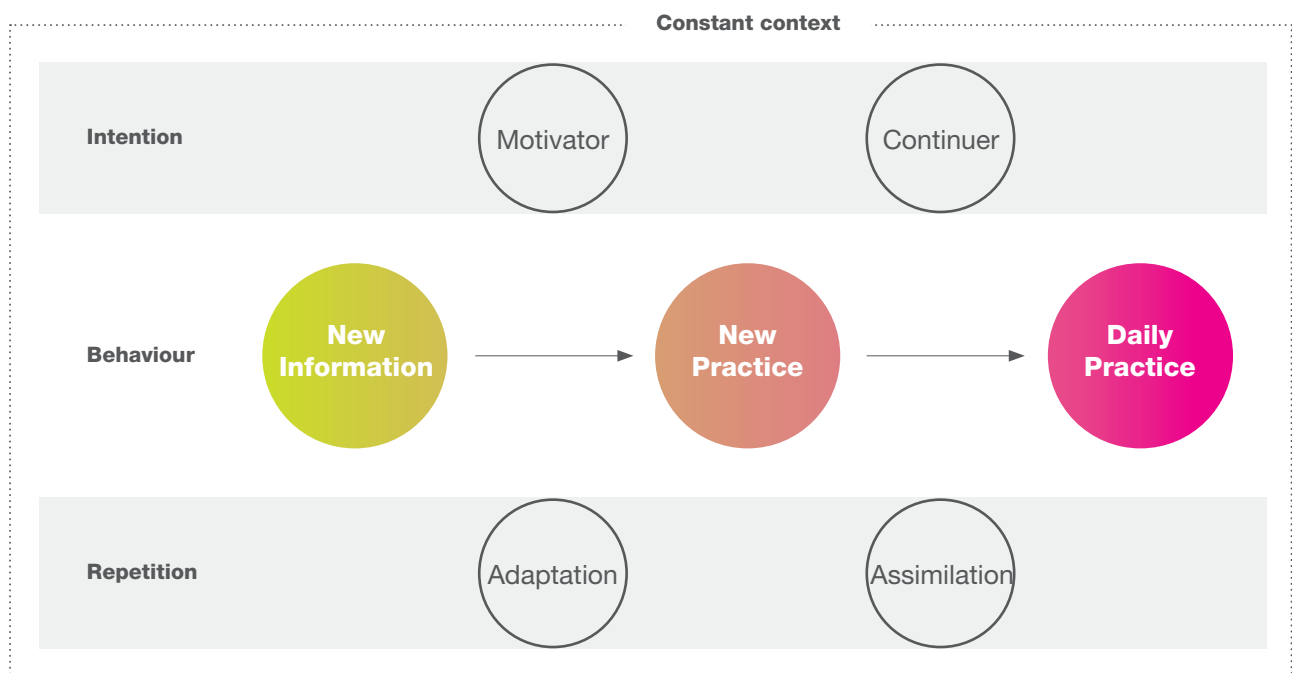 Constant context
Intention
Motivator
Continuer
Behaviour
New
Information
New
Practice
Daily
Practice
Repetition
Adaptation
Assimilation